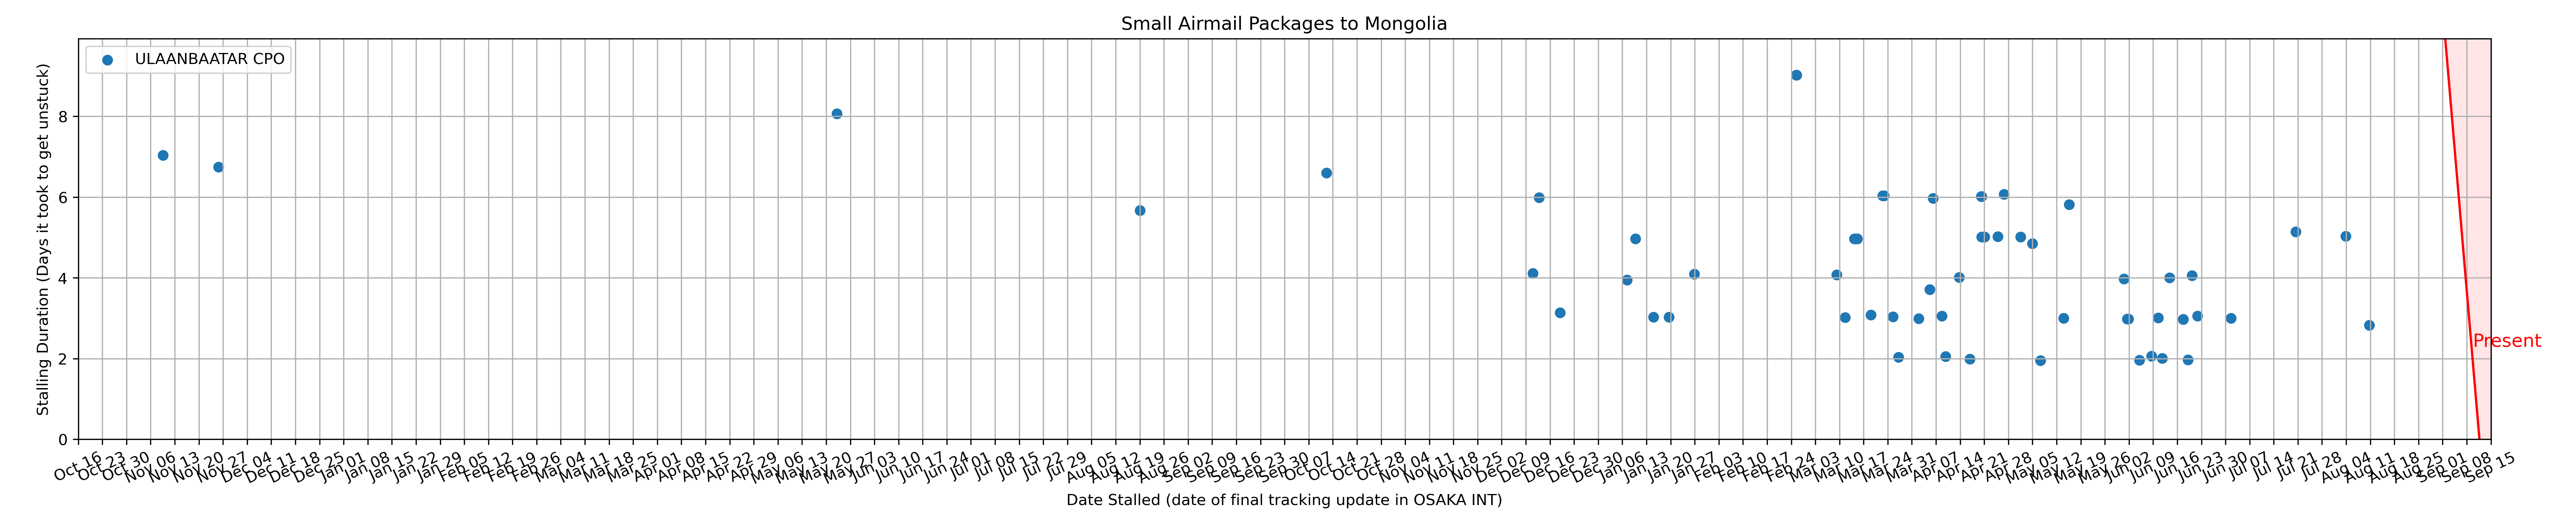 Small Airmail Packages to Mongolia
ULAANBAATAR CPO
Stalling Duration (Days it took to get unstuck)
8
6
4
2
0
Present
Oct 16
Oct 23
Oct 30
Nov 06
Nov 13
Nov 20
Nov 27
Dec 04
Dec 11
Dec 18
Dec 25
Jan 01
Jan 08
Jan 15
Jan 22
Jan 29
Feb 05
Feb 12
Feb 19
Feb 26
Mar 04
Mar 11
Mar 18
Mar 25
Apr 01
Apr 08
Apr 15
Apr 22
Apr 29
May 06
May 13
May 20
May 27
Jun 03
Jun 10
Jun 17
Jun 24
Jul 01
Jul 08
Jul 15
Jul 22
Jul 29
Aug 05
Aug 12
Aug 19
Aug 26
Sep 02
Sep 09
Sep 16
Sep 23
Sep 30
Oct 07
Oct 14
Oct 21
Oct 28
Nov 04
Nov 11
Nov 18
Nov 25
Dec 02
Dec 09
Dec 16
Dec 23
Dec 30
Jan 06
Jan 13
Jan 20
Jan 27
Feb 03
Feb 10
Feb 17
Feb 24
Mar 03
Mar 10
Mar 17
Mar 24
Mar 31
Apr 07
Apr 14
Apr 21
Apr 28
May 05
May 12
May 19
May 26
Jun 02
Jun 09
Jun 16
Jun 23
Jun 30
Jul 07
Jul 14
Jul 21
Jul 28
Aug 04
Aug 11
Aug 18
Aug 25
Sep 01
Sep 08
Sep 15
Date Stalled (date of final tracking update in OSAKA INT)